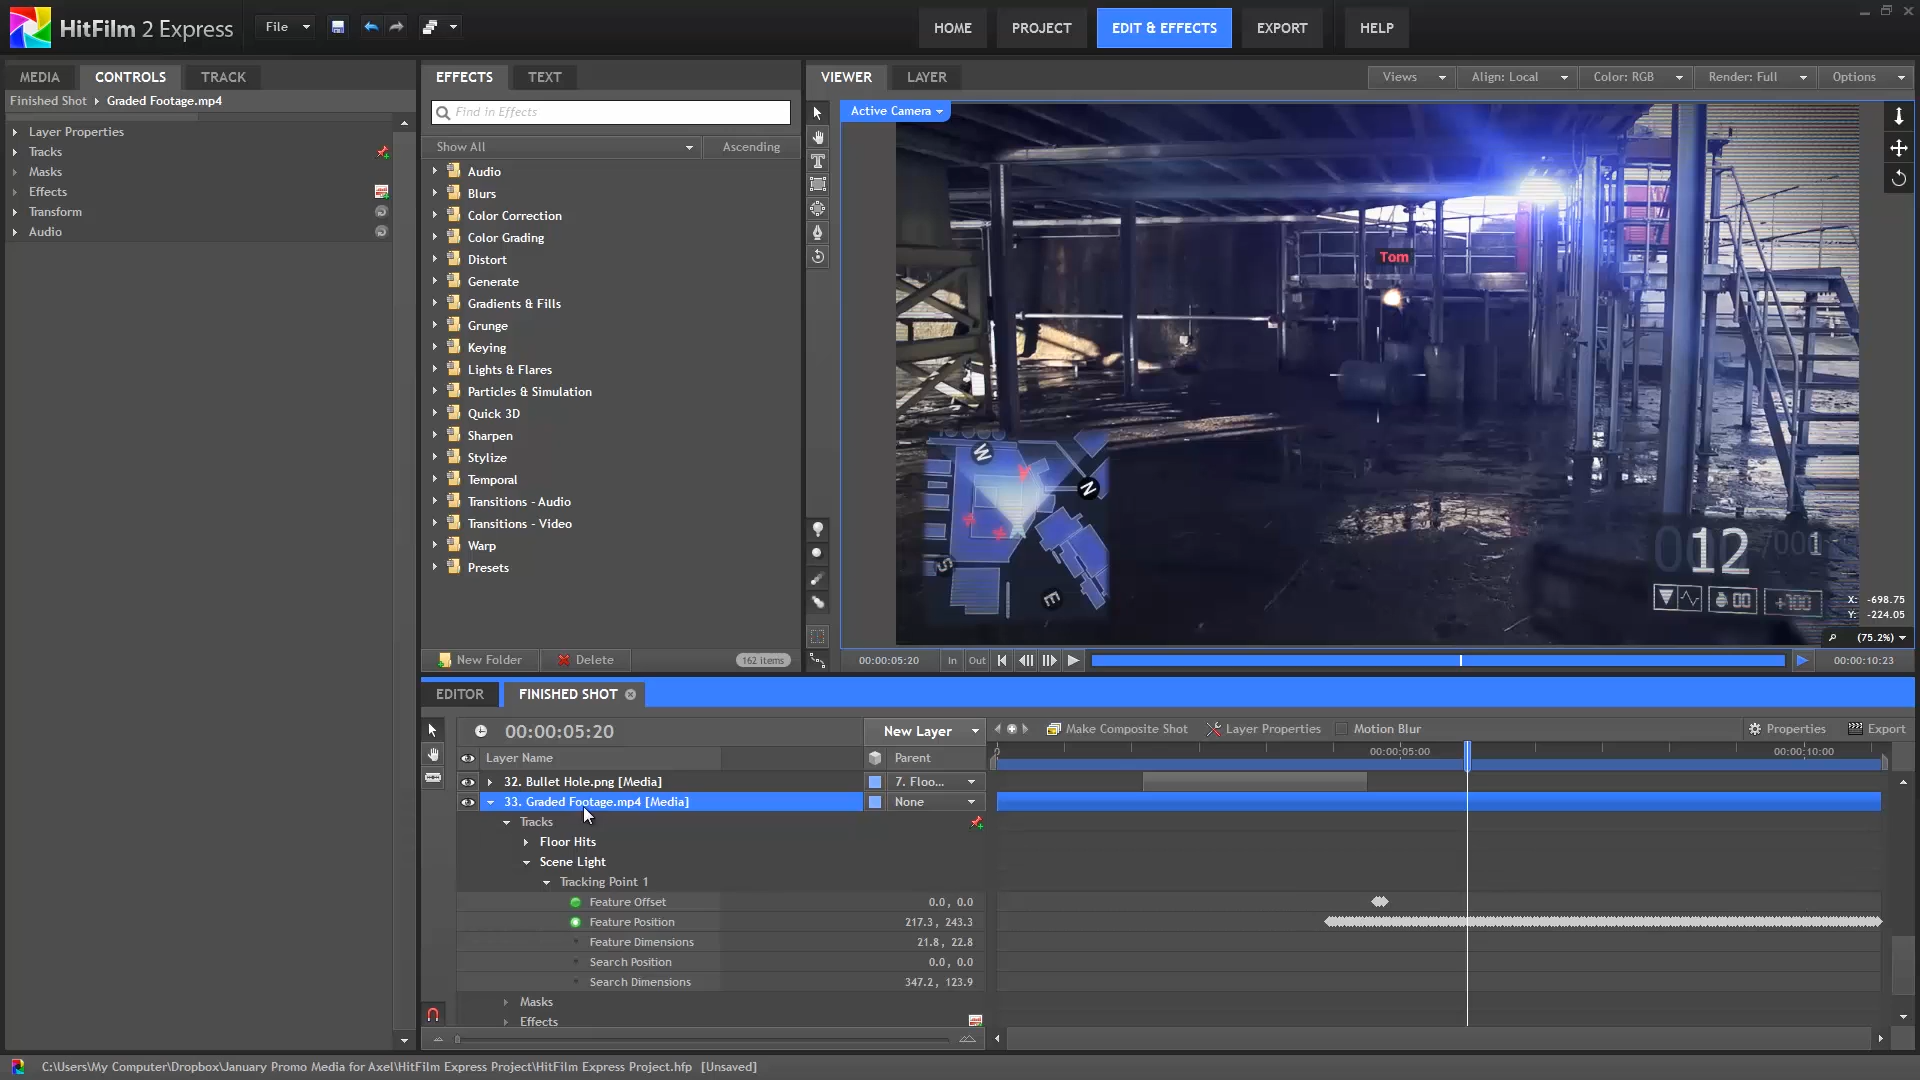 HitFilm 2 Express
File
HOME
PROJECT
EDIT & EFFECTS
EXPORT
HELP
MEDIA
CONTROLS
TRACK
Finished Shot
Graded Footage.mp4
Layer Properties
Tracks
Masks
Effects
Transform
Audio
EFFECTS
TEXT
Find in Effects
Show All
Ascending
Audio
Blurs
Color Correction
Color Grading
Distort
Generate
Gradients & Fills
Grunge
Keying
Lights & Flares
Particles & Simulation
Quick 3D
Sharpen
Stylize
Temporal
Transitions - Audio
Transitions - Video
Warp
Presets
New Folder
Delete
162 Items
VIEWER
LAYER
Views
Align: Local
Color: RGB
Render: Full
Options
Active Camera
Tom
W
N
S
E
12
00
+100
X: -698.75
Y: -224.05
(75.2%)
00:00:05:20
In
Out
00:00:10:23
EDITOR
FINISHED SHOT
00:00:05:20
New Layer
Make Composite Shot
Layer Properties
Motion Blur
Properties
Export
Layer Name
Parent
0
00:00:05:00
00:00:10:00
32. Bullet Hole.png [Media]
7. Floo...
33. Graded Footage.mp4 [Media]
None
Tracks
Floor Hits
Scene Light
Tracking Point 1
Feature Offset
0.0, 0.0
Feature Position
217.3, 243.3
Feature Dimensions
21.8, 22.8
Search Position
0.0, 0.0
Search Dimensions
347.2, 123.9
Masks
Effects
C:\Users\My Computer\Dropbox\January Promo Media for Axel\HitFilm Express Project\HitFilm Express Project.hfp [Unsaved]